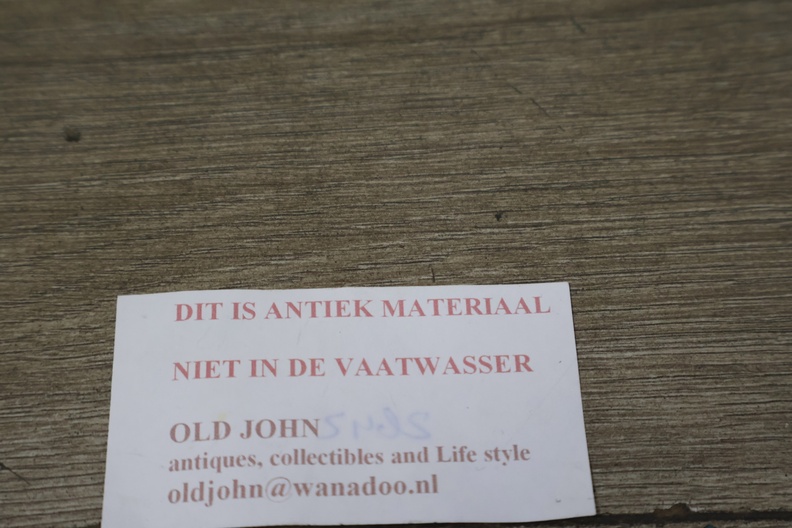 DIT IS ANTIEK MATERIAAL
NIET IN DE VAATWASSER
OLD JOHN
antiques, collectibles and Life style
oldjohn@wanadoo.nl